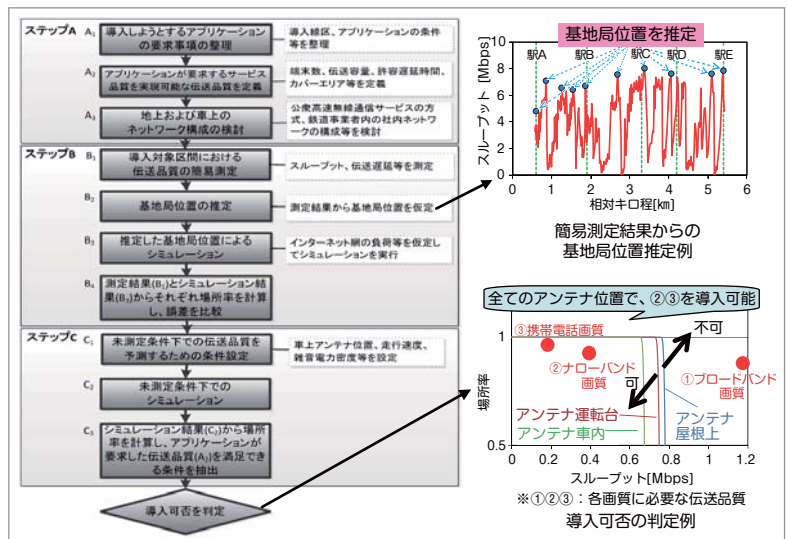 ステップA
A₁
導入しようとするアプリケーション
の要求事項の整理
導入線区、アプリケーションの条件
等を整理
A₂
アプリケーションが要求するサービス
品質を実現可能な伝送品質を定義
端末数、伝送容量、許容遅延時間、
カバーエリア等を定義
A₃
地上および車上の
ネットワーク構成の検討
公衆高速無線通信サービスの方
式、鉄道事業者内の社内ネットワ
ークの構成等を検討
ステップB
B₁
導入対象区間における
伝送品質の簡易測定
スループット、伝送遅延等を測定
B₂
基地局位置の推定
測定結果から基地局位置を仮定
B₃
推定した基地局位置による
シミュレーション
インターネット網の負荷等を仮定し
てシミュレーションを実行
B₄
測定結果(B₁)とシミュレーション結
果(B₃)からそれぞれ場所率を計算
し、誤差を比較
ステップC
C₁
未測定条件下での伝送品質を
予測するための条件設定
車上アンテナ位置、走行速度、
雑音電力密度等を設定
C₂
未測定条件下での
シミュレーション
C₃
シミュレーション結果(C₂)から場所
率を計算し、アプリケーションが
要求した伝送品質(A₂)を満足でき
る条件を抽出
導入可否を判定
基地局位置を推定
駅A 駅B 駅C 駅D 駅E
スループット [Mbps]
10
8
6
4
2
0
0 1 2 3 4 5 6
相対キロ程[km]
簡易測定結果からの
基地局位置推定例
全てのアンテナ位置で、②③を導入可能
不可
③携帯電話画質
②ナローバンド
画質
可
①ブロードバンド
画質
アンテナ運転台
アンテナ車内
アンテナ
屋根上
場所率
1
0.5
0 0.2 0.4 0.6 0.8 1 1.2
スループット[Mbps]
※①②③：各画質に必要な伝送品質
導入可否の判定例